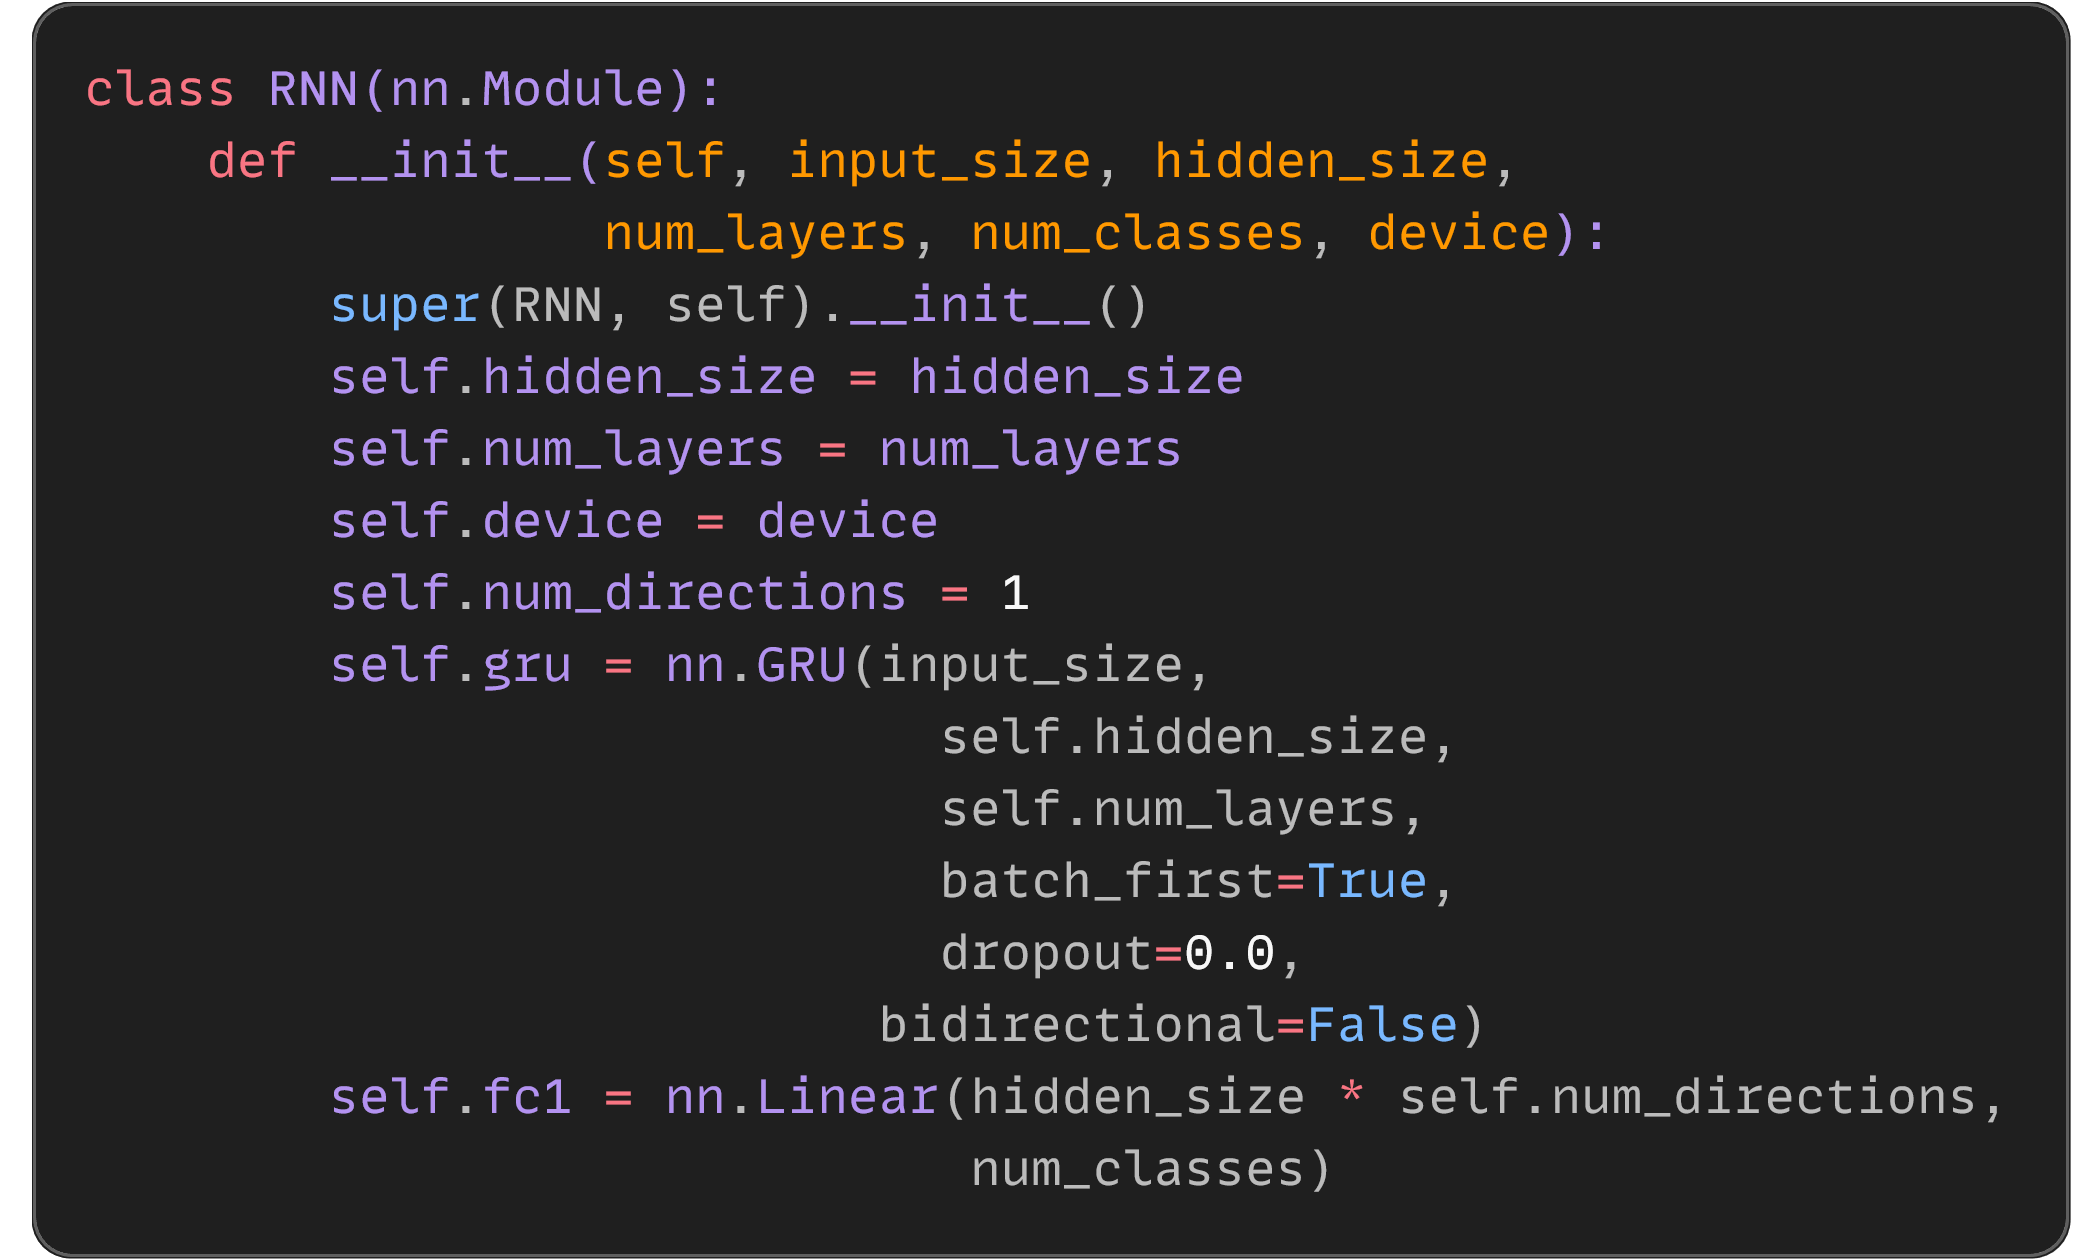 class RNN(nn.Module):
    def __init__(self, input_size, hidden_size,
                 num_layers, num_classes, device):
        super(RNN, self).__init__()
        self.hidden_size = hidden_size
        self.num_layers = num_layers
        self.device = device
        self.num_directions = 1
        self.gru = nn.GRU(input_size,
                            self.hidden_size,
                            self.num_layers,
                            batch_first=True,
                            dropout=0.0,
                          bidirectional=False)
        self.fc1 = nn.Linear(hidden_size * self.num_directions,
                             num_classes)